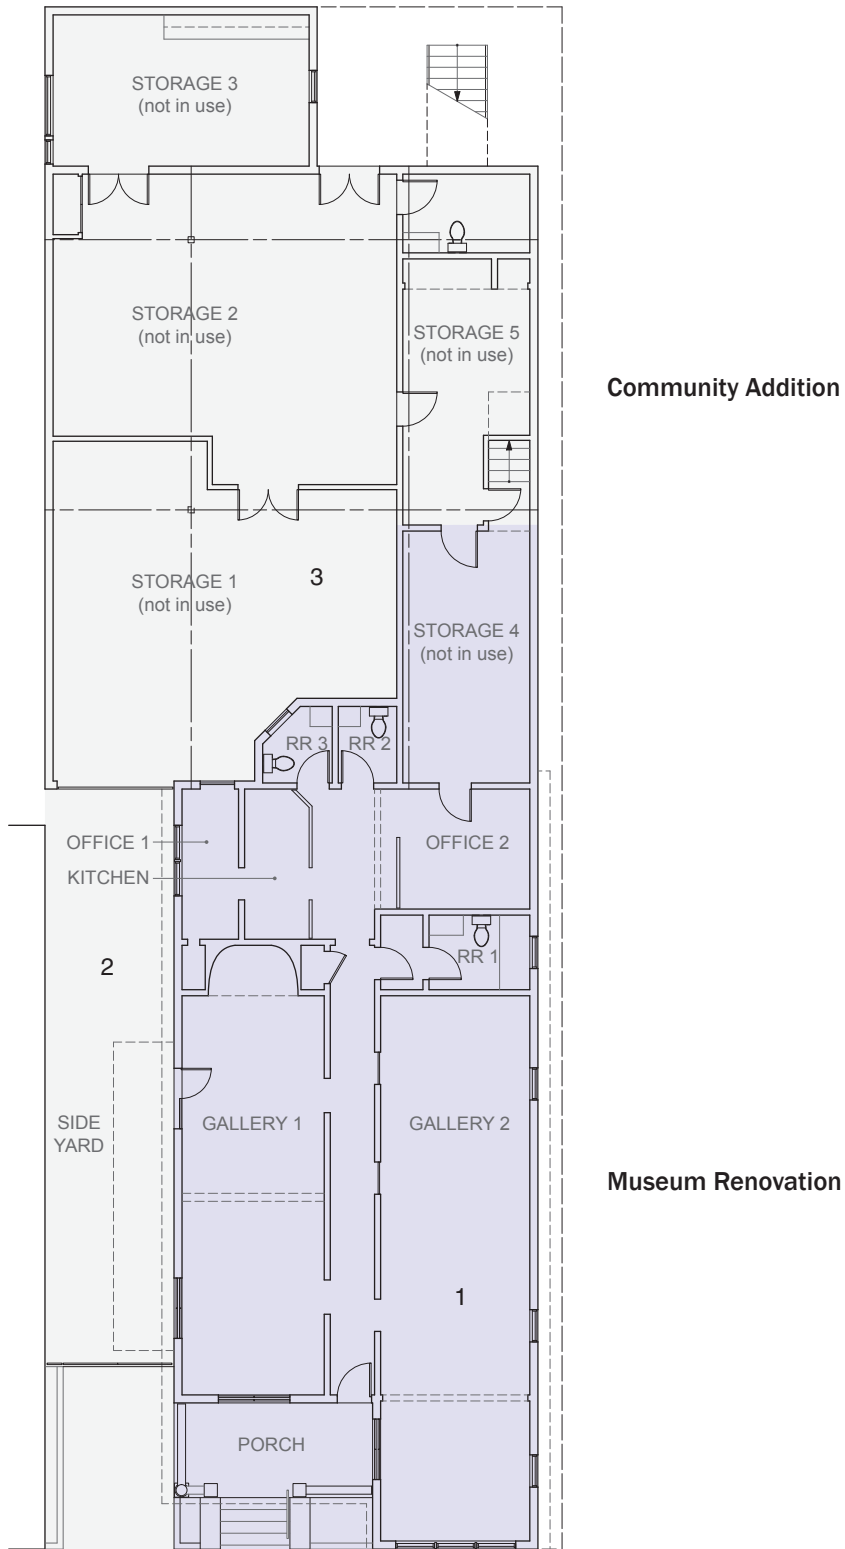 STORAGE 3
(not in use)
STORAGE 2
(not in use)
STORAGE 5
(not in use)
Community Addition
STORAGE 1
(not in use)
3
STORAGE 4
(not in use)
RR 3
RR 2
OFFICE 1
OFFICE 2
KITCHEN
2
RR 1
SIDE
YARD
GALLERY 1
GALLERY 2
Museum Renovation
1
PORCH